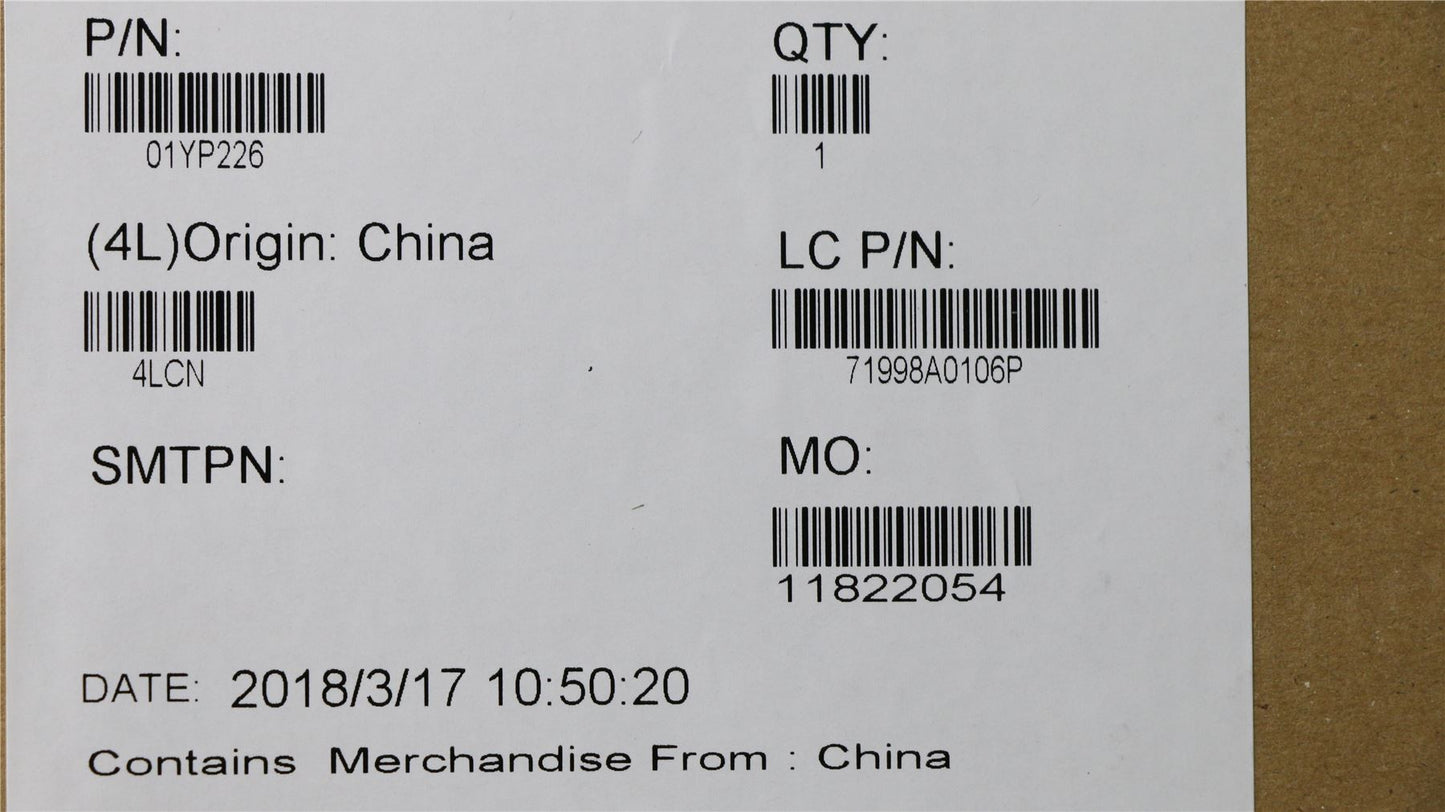 P/N:
01YP226
QTY:
1
(4L)Origin: China
4LCN
LC P/N:
71998A0106P
SMTPN:
MO:
11822054
DATE: 2018/3/17 10:50:20
Contains Merchandise From : China